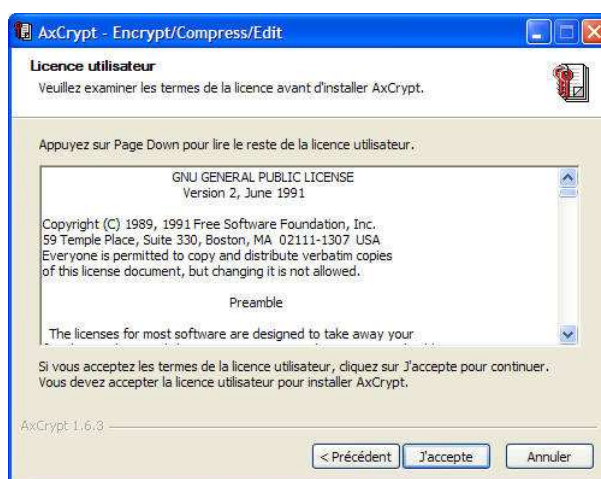 AxCrypt - Encrypt/Compress/Edit
Licence utilisateur
Veuillez examiner les termes de la licence avant d'installer AxCrypt.
Appuyez sur Page Down pour lire le reste de la licence utilisateur.
GNU GENERAL PUBLIC LICENSE
Version 2, June 1991
Copyright (C) 1989, 1991 Free Software Foundation, Inc.
59 Temple Place, Suite 330, Boston, MA 02111-1307 USA
Everyone is permitted to copy and distribute verbatim copies
of this license document, but changing it is not allowed.
Preamble
The licenses for most software are designed to take away your
Si vous acceptez les termes de la licence utilisateur, cliquez sur J'accepte pour continuer.
Vous devez accepter la licence utilisateur pour installer AxCrypt.
AxCrypt 1.6.3
< Précédent J'accepte Annuler